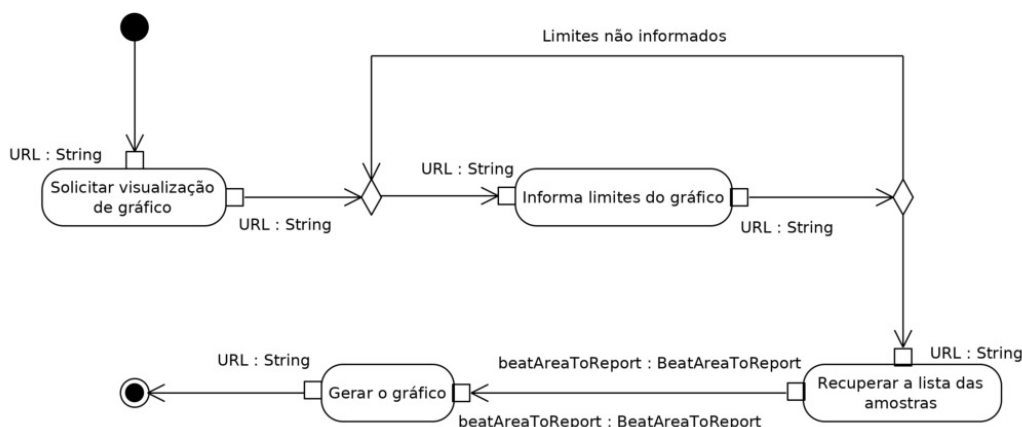 Limites não informados
URL : String
Solicitar visualização
de gráfico
URL : String
URL : String
Informa limites do gráfico
URL : String
URL : String
Recuperar a lista das
amostras
beatAreaToReport : BeatAreaToReport
beatAreaToReport : BeatAreaToReport
Gerar o gráfico
URL : String